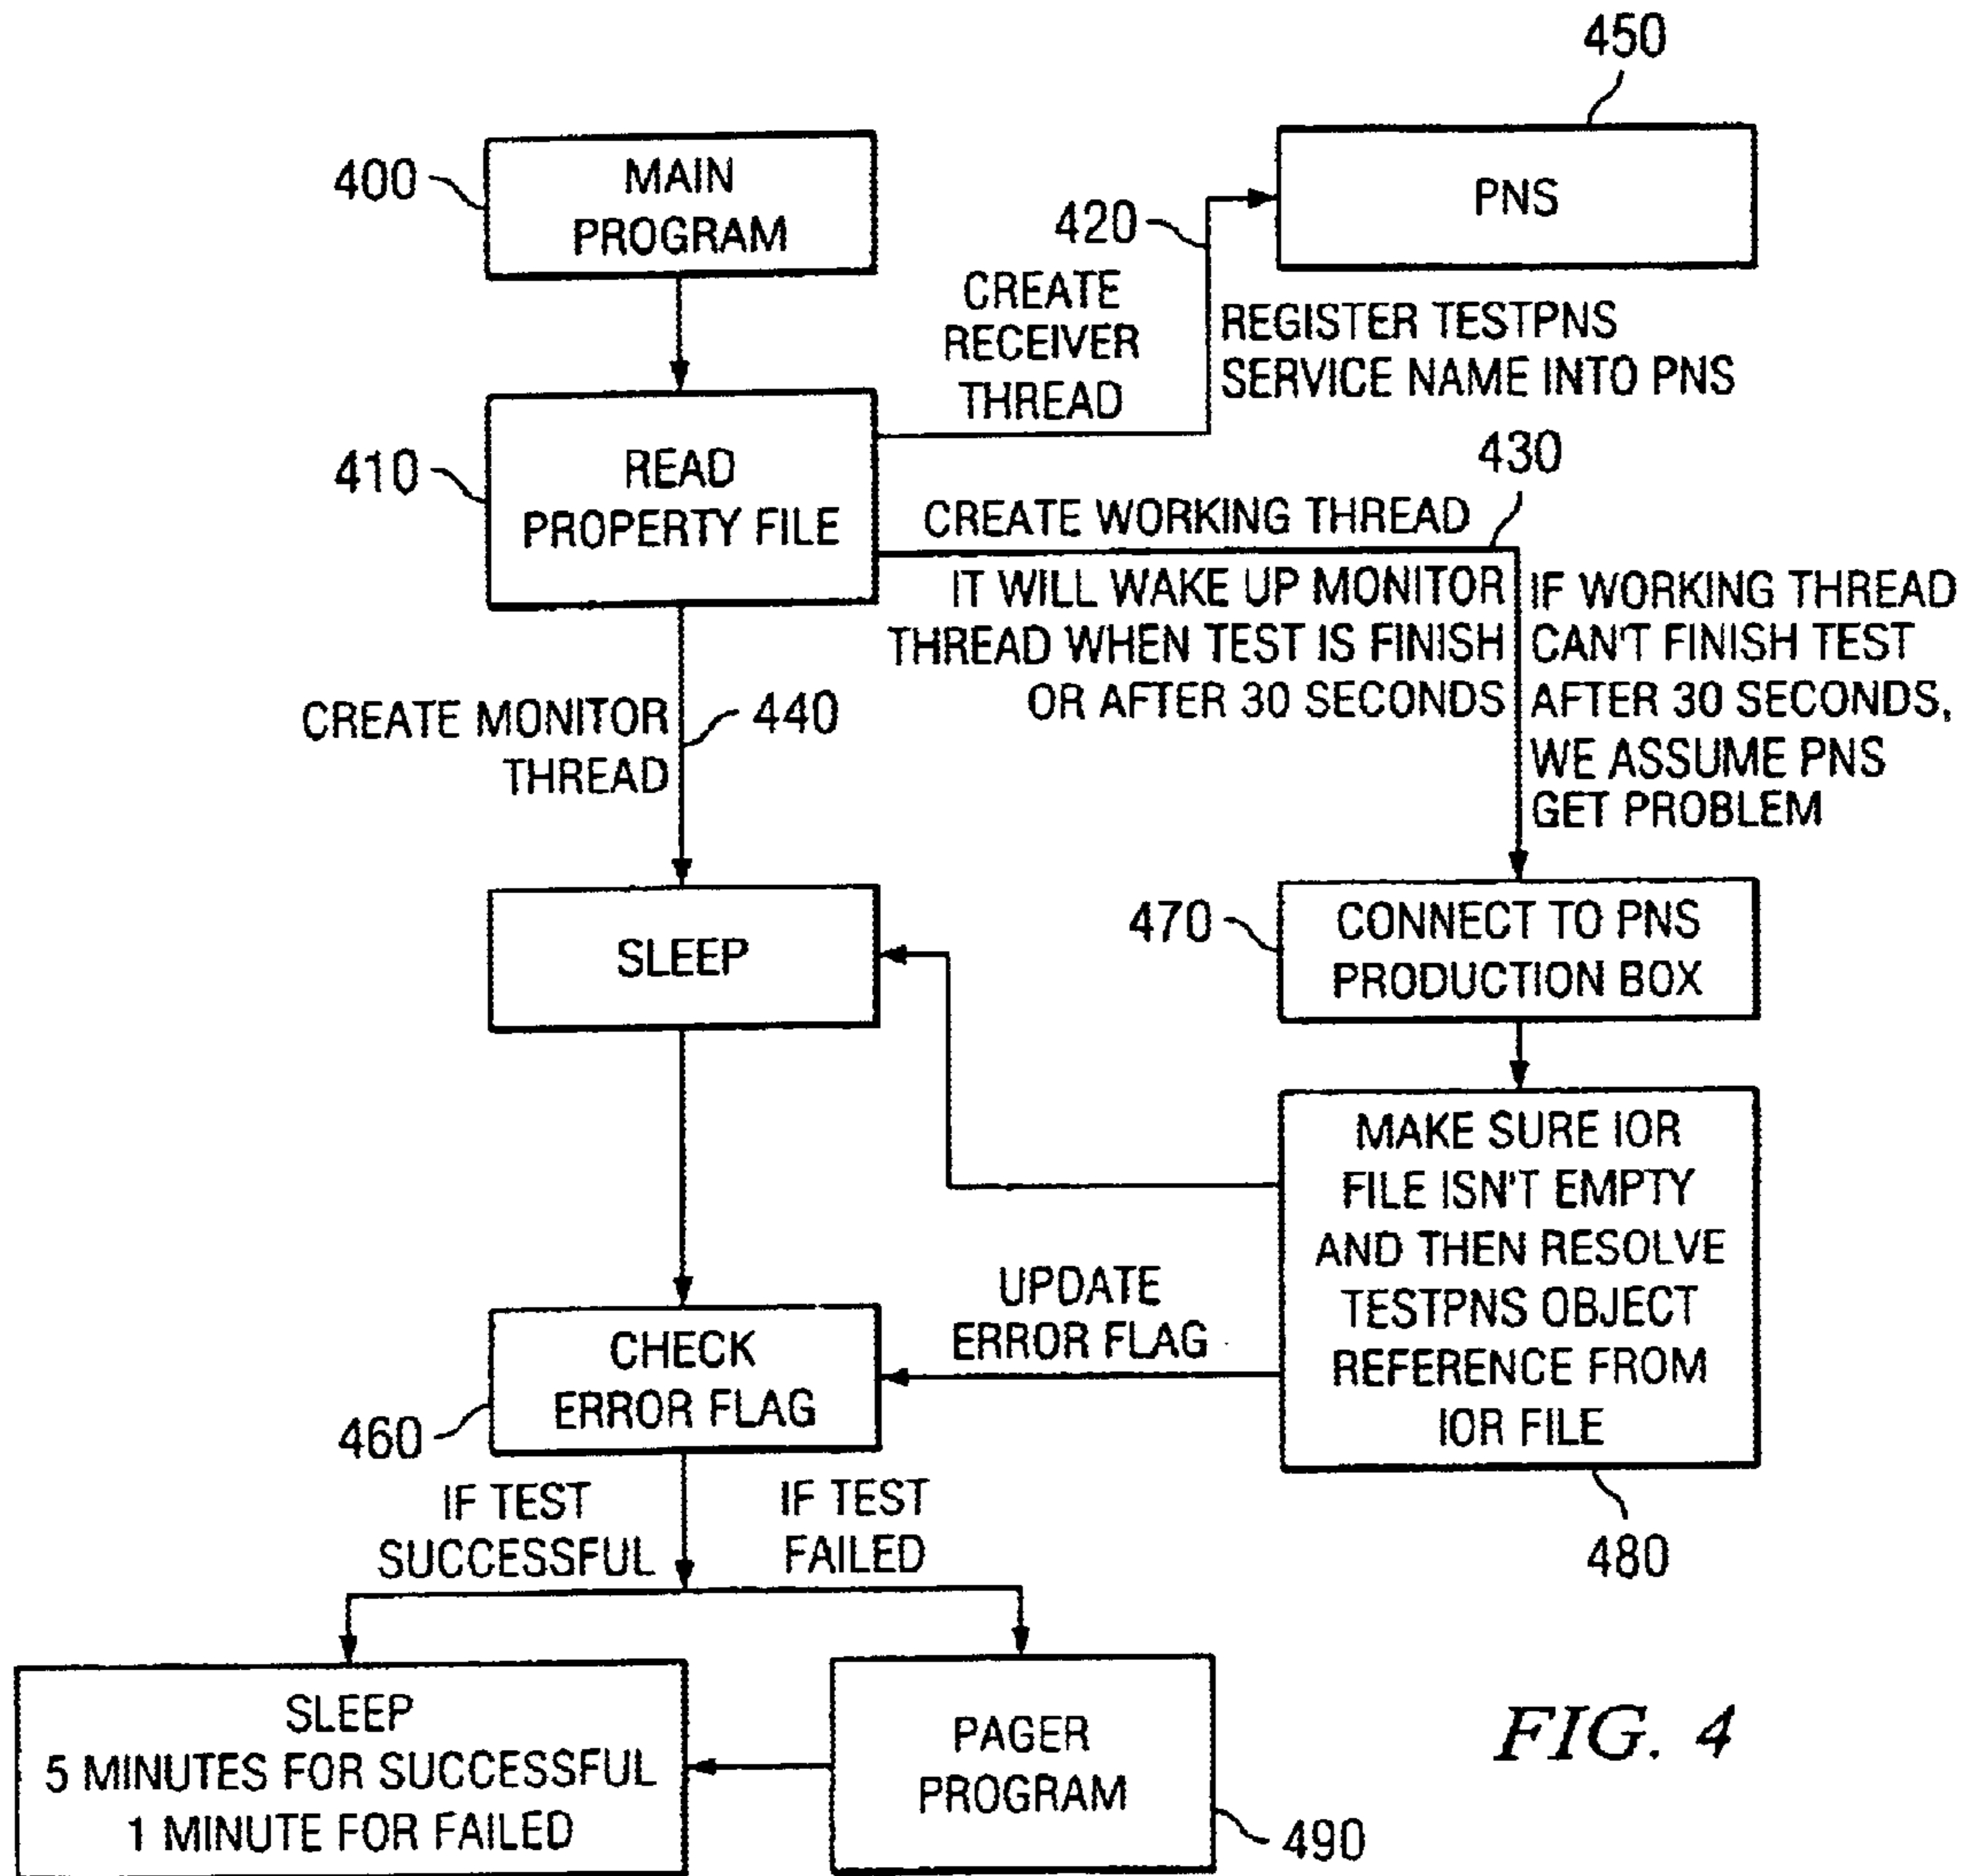 450
400
MAIN
PROGRAM
PNS
420
CREATE
RECEIVER
THREAD
REGISTER TESTPNS
SERVICE NAME INTO PNS
410
READ
PROPERTY FILE
430
CREATE WORKING THREAD
IT WILL WAKE UP MONITOR
THREAD WHEN TEST IS FINISH
OR AFTER 30 SECONDS
IF WORKING THREAD
CAN'T FINISH TEST
AFTER 30 SECONDS,
WE ASSUME PNS
GET PROBLEM
CREATE MONITOR
THREAD
440
SLEEP
470
CONNECT TO PNS
PRODUCTION BOX
MAKE SURE IOR
FILE ISN'T EMPTY
AND THEN RESOLVE
TESTPNS OBJECT
REFERENCE FROM
IOR FILE
480
UPDATE
ERROR FLAG
CHECK
ERROR FLAG
460
IF TEST
SUCCESSFUL
IF TEST
FAILED
SLEEP
5 MINUTES FOR SUCCESSFUL
1 MINUTE FOR FAILED
PAGER
PROGRAM
490
FIG. 4